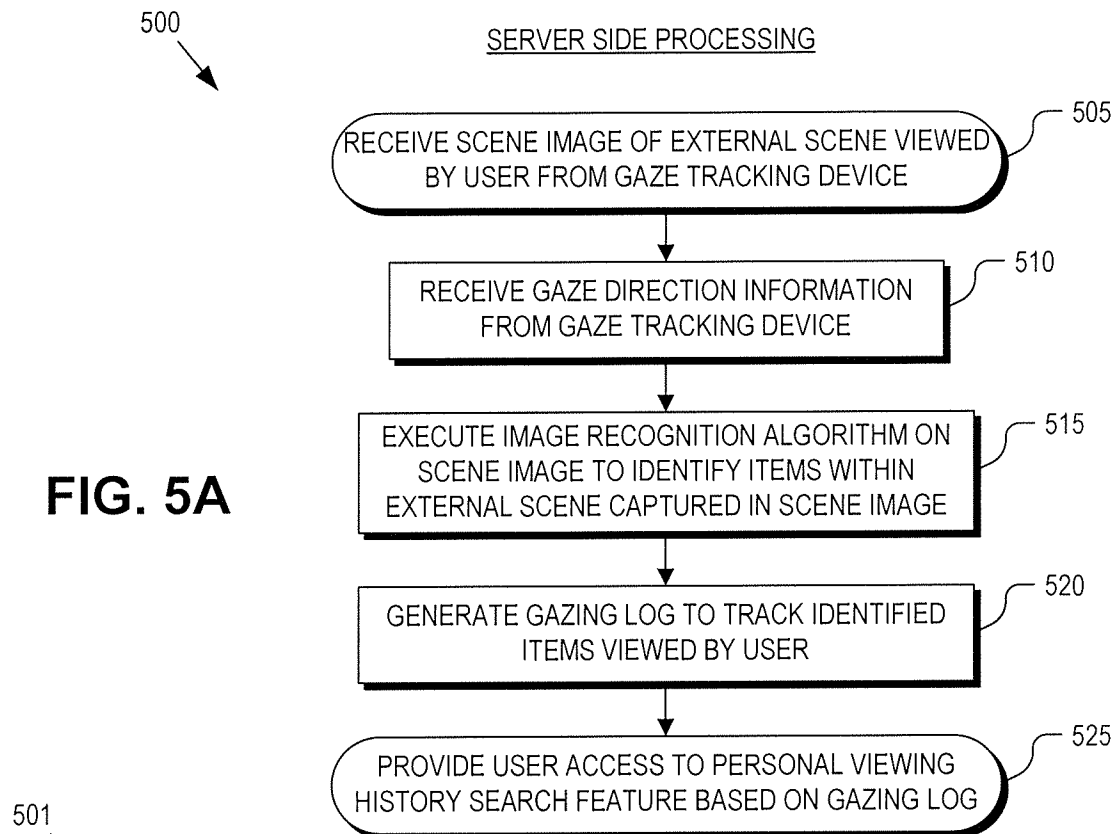 500
SERVER SIDE PROCESSING
505
RECEIVE SCENE IMAGE OF EXTERNAL SCENE VIEWED
BY USER FROM GAZE TRACKING DEVICE
510
RECEIVE GAZE DIRECTION INFORMATION
FROM GAZE TRACKING DEVICE
515
EXECUTE IMAGE RECOGNITION ALGORITHM ON
SCENE IMAGE TO IDENTIFY ITEMS WITHIN
EXTERNAL SCENE CAPTURED IN SCENE IMAGE
FIG. 5A
520
GENERATE GAZING LOG TO TRACK IDENTIFIED
ITEMS VIEWED BY USER
525
PROVIDE USER ACCESS TO PERSONAL VIEWING
HISTORY SEARCH FEATURE BASED ON GAZING LOG
501